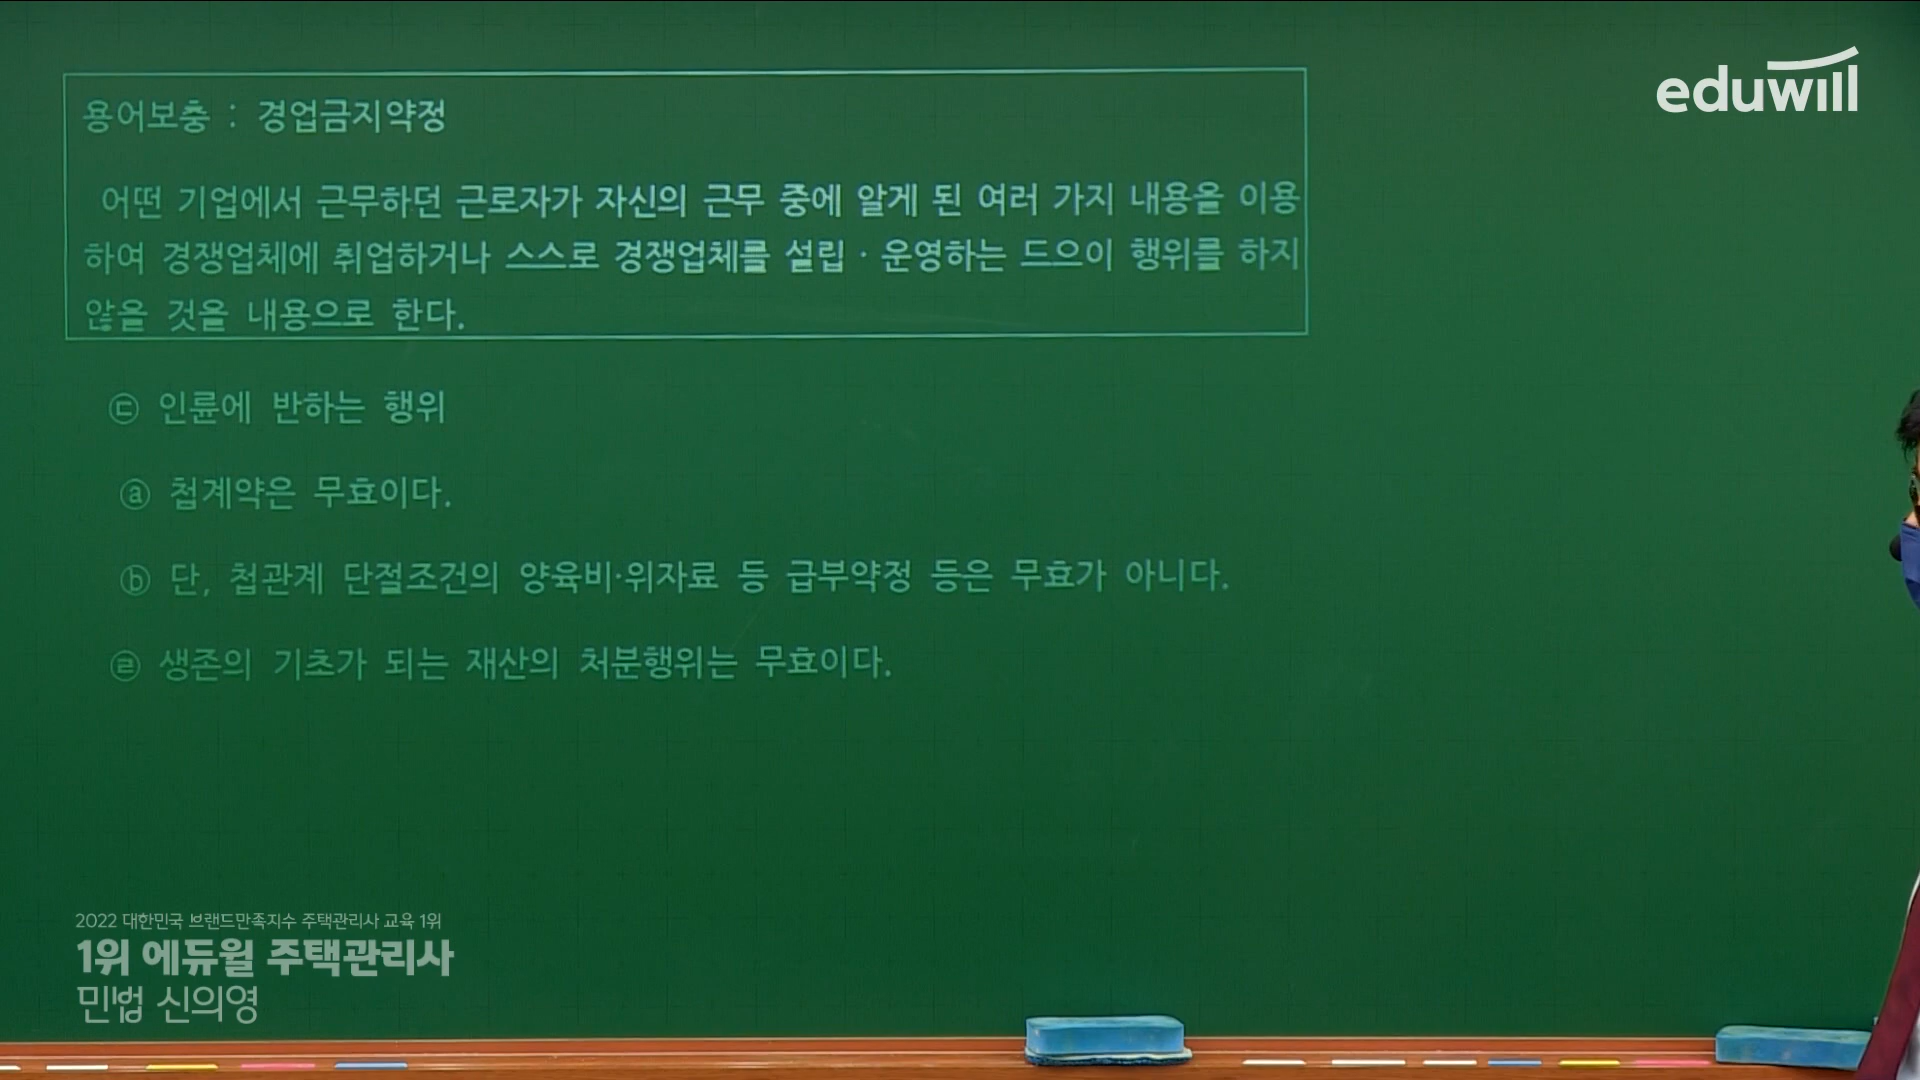 eduwill
용어보충 : 경업금지약정
어떤 기업에서 근무하던 근로자가 자신의 근무 중에 알게 된 여러 가지 내용을 이용
하여 경쟁업체에 취업하거나 스스로 경쟁업체를 설립·운영하는 드으이 행위를 하지
않을 것을 내용으로 한다.
㉢ 인륜에 반하는 행위
ⓐ 첩계약은 무효이다.
ⓑ 단, 첩관계 단절조건의 양육비·위자료 등 급부약정 등은 무효가 아니다.
㉣ 생존의 기초가 되는 재산의 처분행위는 무효이다.
2022 대한민국 브랜드만족지수 주택관리사 교육 1위
1위 에듀윌 주택관리사
민법 신의영